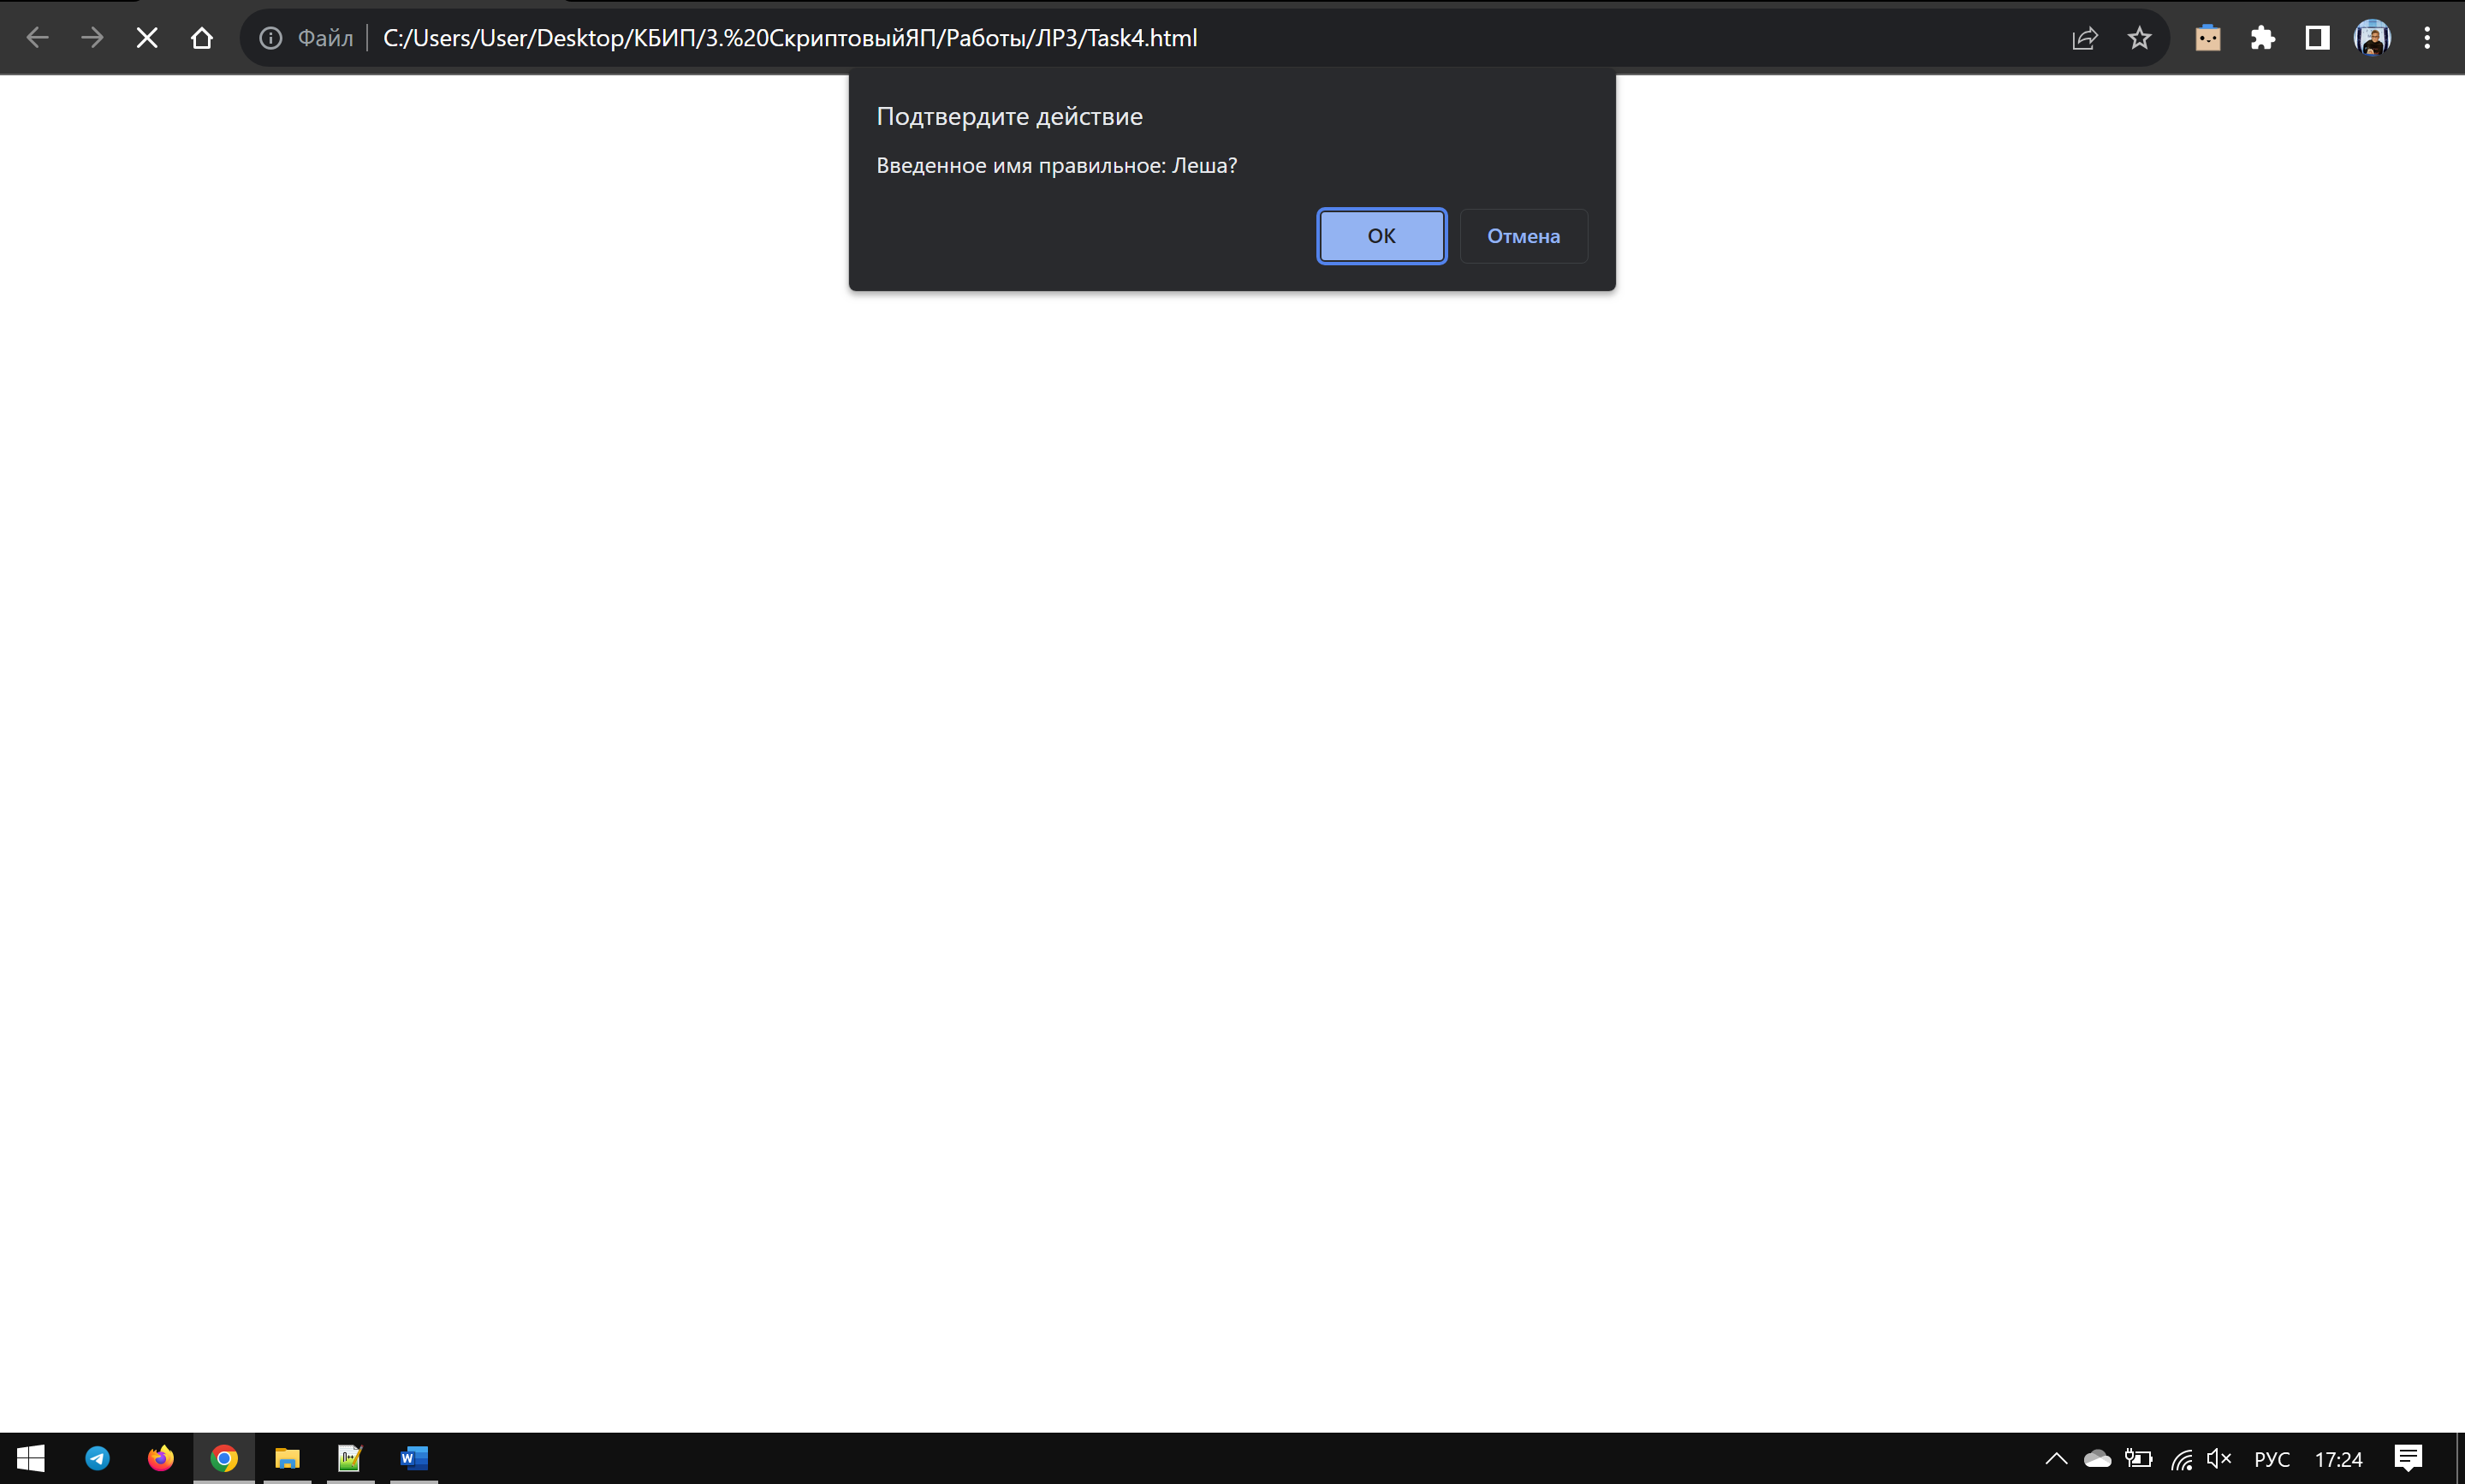 Файл C:/Users/User/Desktop/КБИП/3.%20СкриптовыйЯП/Работы/ЛР3/Task4.html
Подтвердите действие
Введенное имя правильное: Леша?
ОК Отмена
РУС 17:24